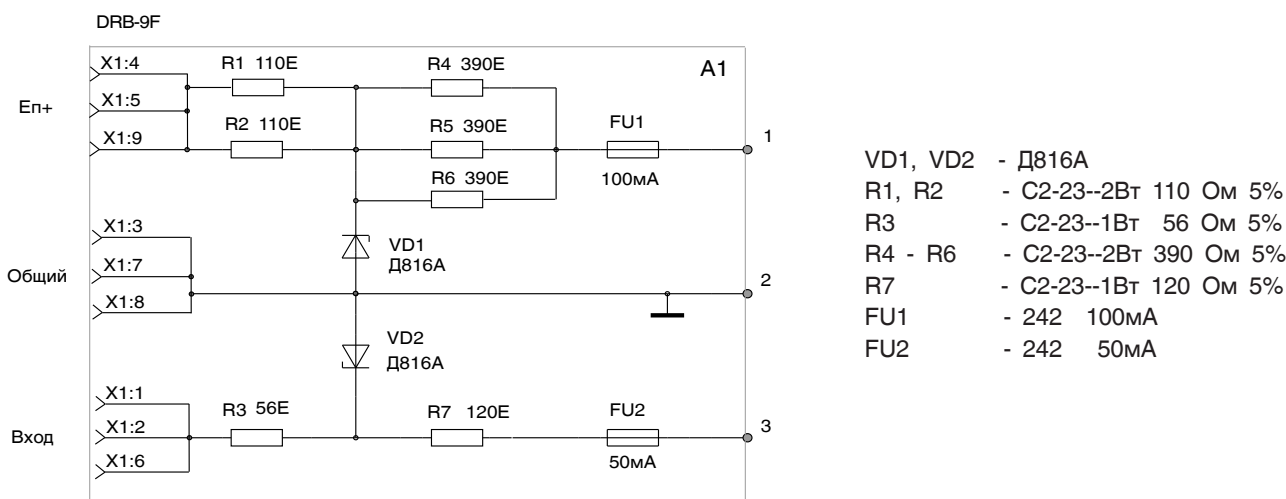 DRB-9F
X1:4
R1 110E
R4 390E
A1
Еп+
X1:5
X1:9
R2 110E
R5 390E
FU1
1
R6 390E
100мА
X1:3
VD1
Д816А
Общий
X1:7
X1:8
2
VD2
Д816А
X1:1
R3 56E
R7 120E
FU2
Вход
X1:2
3
X1:6
50мА
VD1, VD2 - Д816А
R1, R2 - С2-23--2Вт 110 Ом 5%
R3 - С2-23--1Вт 56 Ом 5%
R4 - R6 - С2-23--2Вт 390 Ом 5%
R7 - С2-23--1Вт 120 Ом 5%
FU1 - 242 100мА
FU2 - 242 50мА